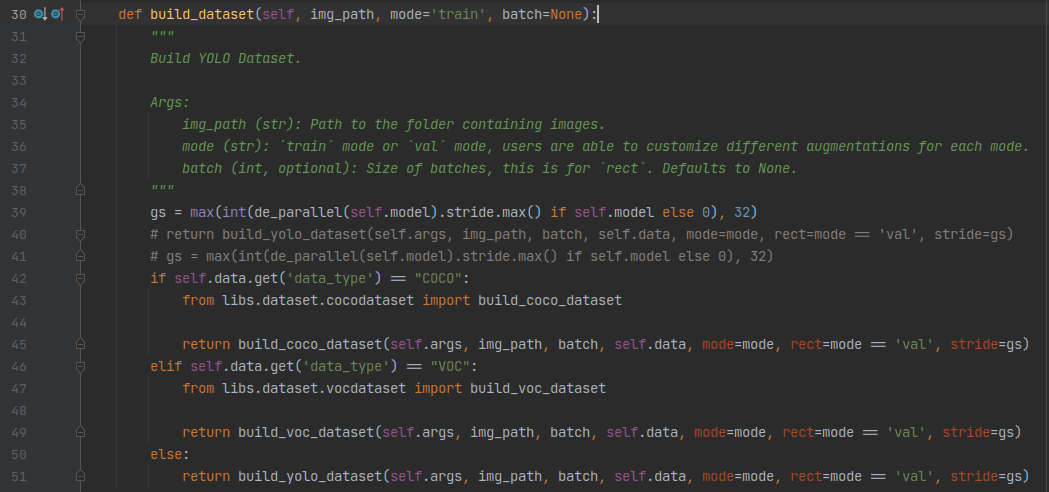 30 def build_dataset(self, img_path, mode='train', batch=None):
31 """
32 Build YOLO Dataset.
33
34 Args:
35 img_path (str): Path to the folder containing images.
36 mode (str): `train` mode or `val` mode, users are able to customize different augmentations for each mode.
37 batch (int, optional): Size of batches, this is for `rect`. Defaults to None.
38 """
39 gs = max(int(de_parallel(self.model).stride.max() if self.model else 0), 32)
40 # return build_yolo_dataset(self.args, img_path, batch, self.data, mode=mode, rect=mode == 'val', stride=gs)
41 # gs = max(int(de_parallel(self.model).stride.max() if self.model else 0), 32)
42 if self.data.get('data_type') == "COCO":
43 from libs.dataset.cocodataset import build_coco_dataset
44
45 return build_coco_dataset(self.args, img_path, batch, self.data, mode=mode, rect=mode == 'val', stride=gs)
46 elif self.data.get('data_type') == "VOC":
47 from libs.dataset.vocdataset import build_voc_dataset
48
49 return build_voc_dataset(self.args, img_path, batch, self.data, mode=mode, rect=mode == 'val', stride=gs)
50 else:
51 return build_yolo_dataset(self.args, img_path, batch, self.data, mode=mode, rect=mode == 'val', stride=gs)